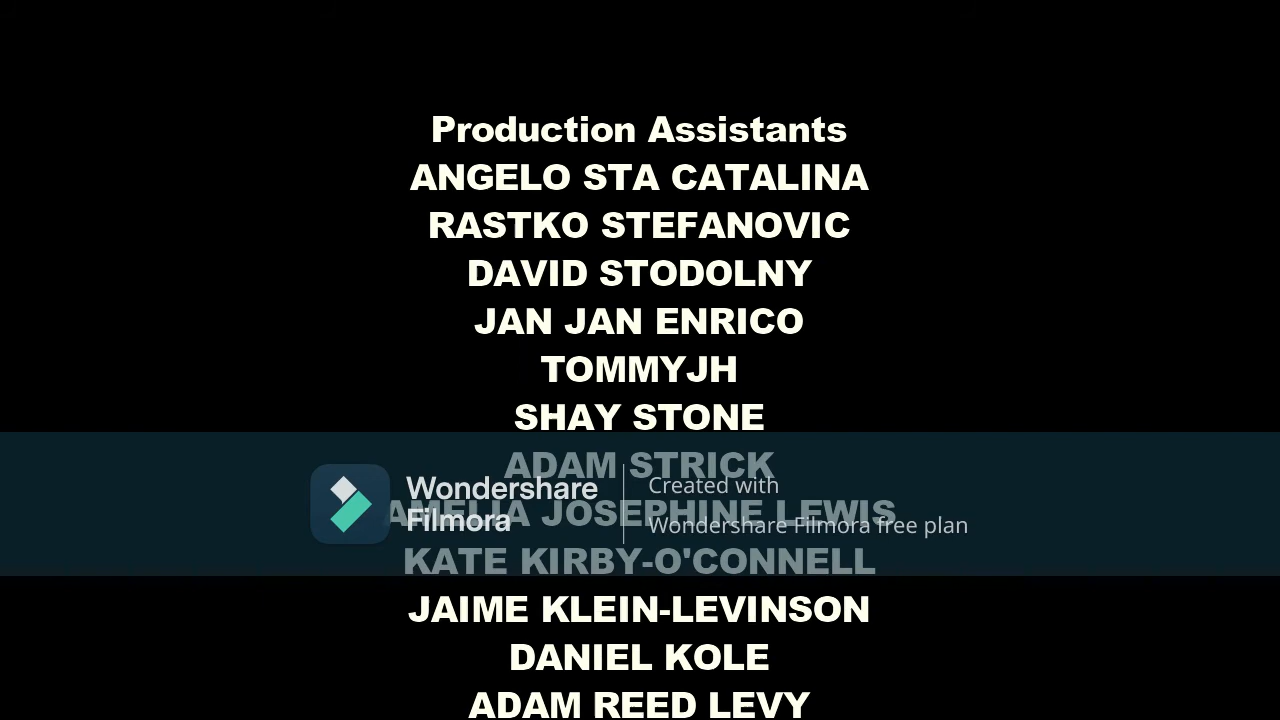 Production Assistants
ANGELO STA CATALINA
RASTKO STEFANOVIC
DAVID STODOLNY
JAN JAN ENRICO
TOMMYJH
SHAY STONE
ADAM STRICK
Wondershare
Filmora
Created with
Wondershare Filmora free plan
AMELIA JOSEPHINE LEWIS
KATE KIRBY-O'CONNELL
JAIME KLEIN-LEVINSON
DANIEL KOLE
ADAM REED LEVY